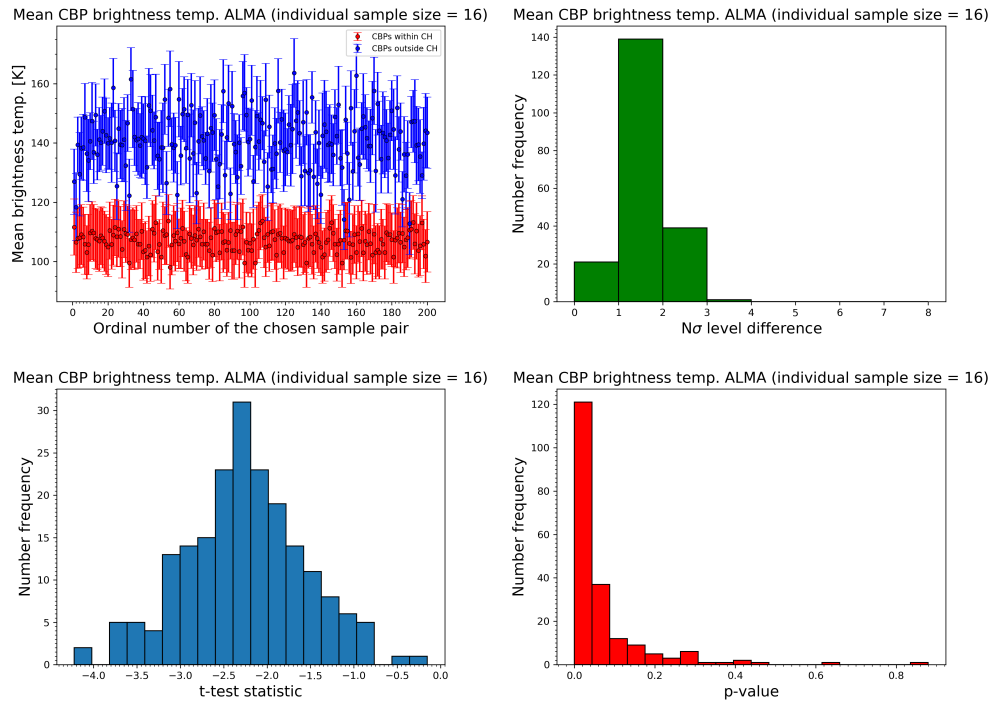 Mean CBP brightness temp. ALMA (individual sample size = 16)
CBPs within CH
CBPs outside CH
Mean brightness temp. [K]
160
140
120
100
0 20 40 60 80 100 120 140 160 180 200
Ordinal number of the chosen sample pair
Mean CBP brightness temp. ALMA (individual sample size = 16)
Number frequency
140
120
100
80
60
40
20
0
0 1 2 3 4 5 6 7 8
Nσ level difference
Mean CBP brightness temp. ALMA (individual sample size = 16)
Number frequency
30
25
20
15
10
5
0
−4.0 −3.5 −3.0 −2.5 −2.0 −1.5 −1.0 −0.5 0.0
t-test statistic
Mean CBP brightness temp. ALMA (individual sample size = 16)
Number frequency
120
100
80
60
40
20
0
0.0 0.2 0.4 0.6 0.8
p-value